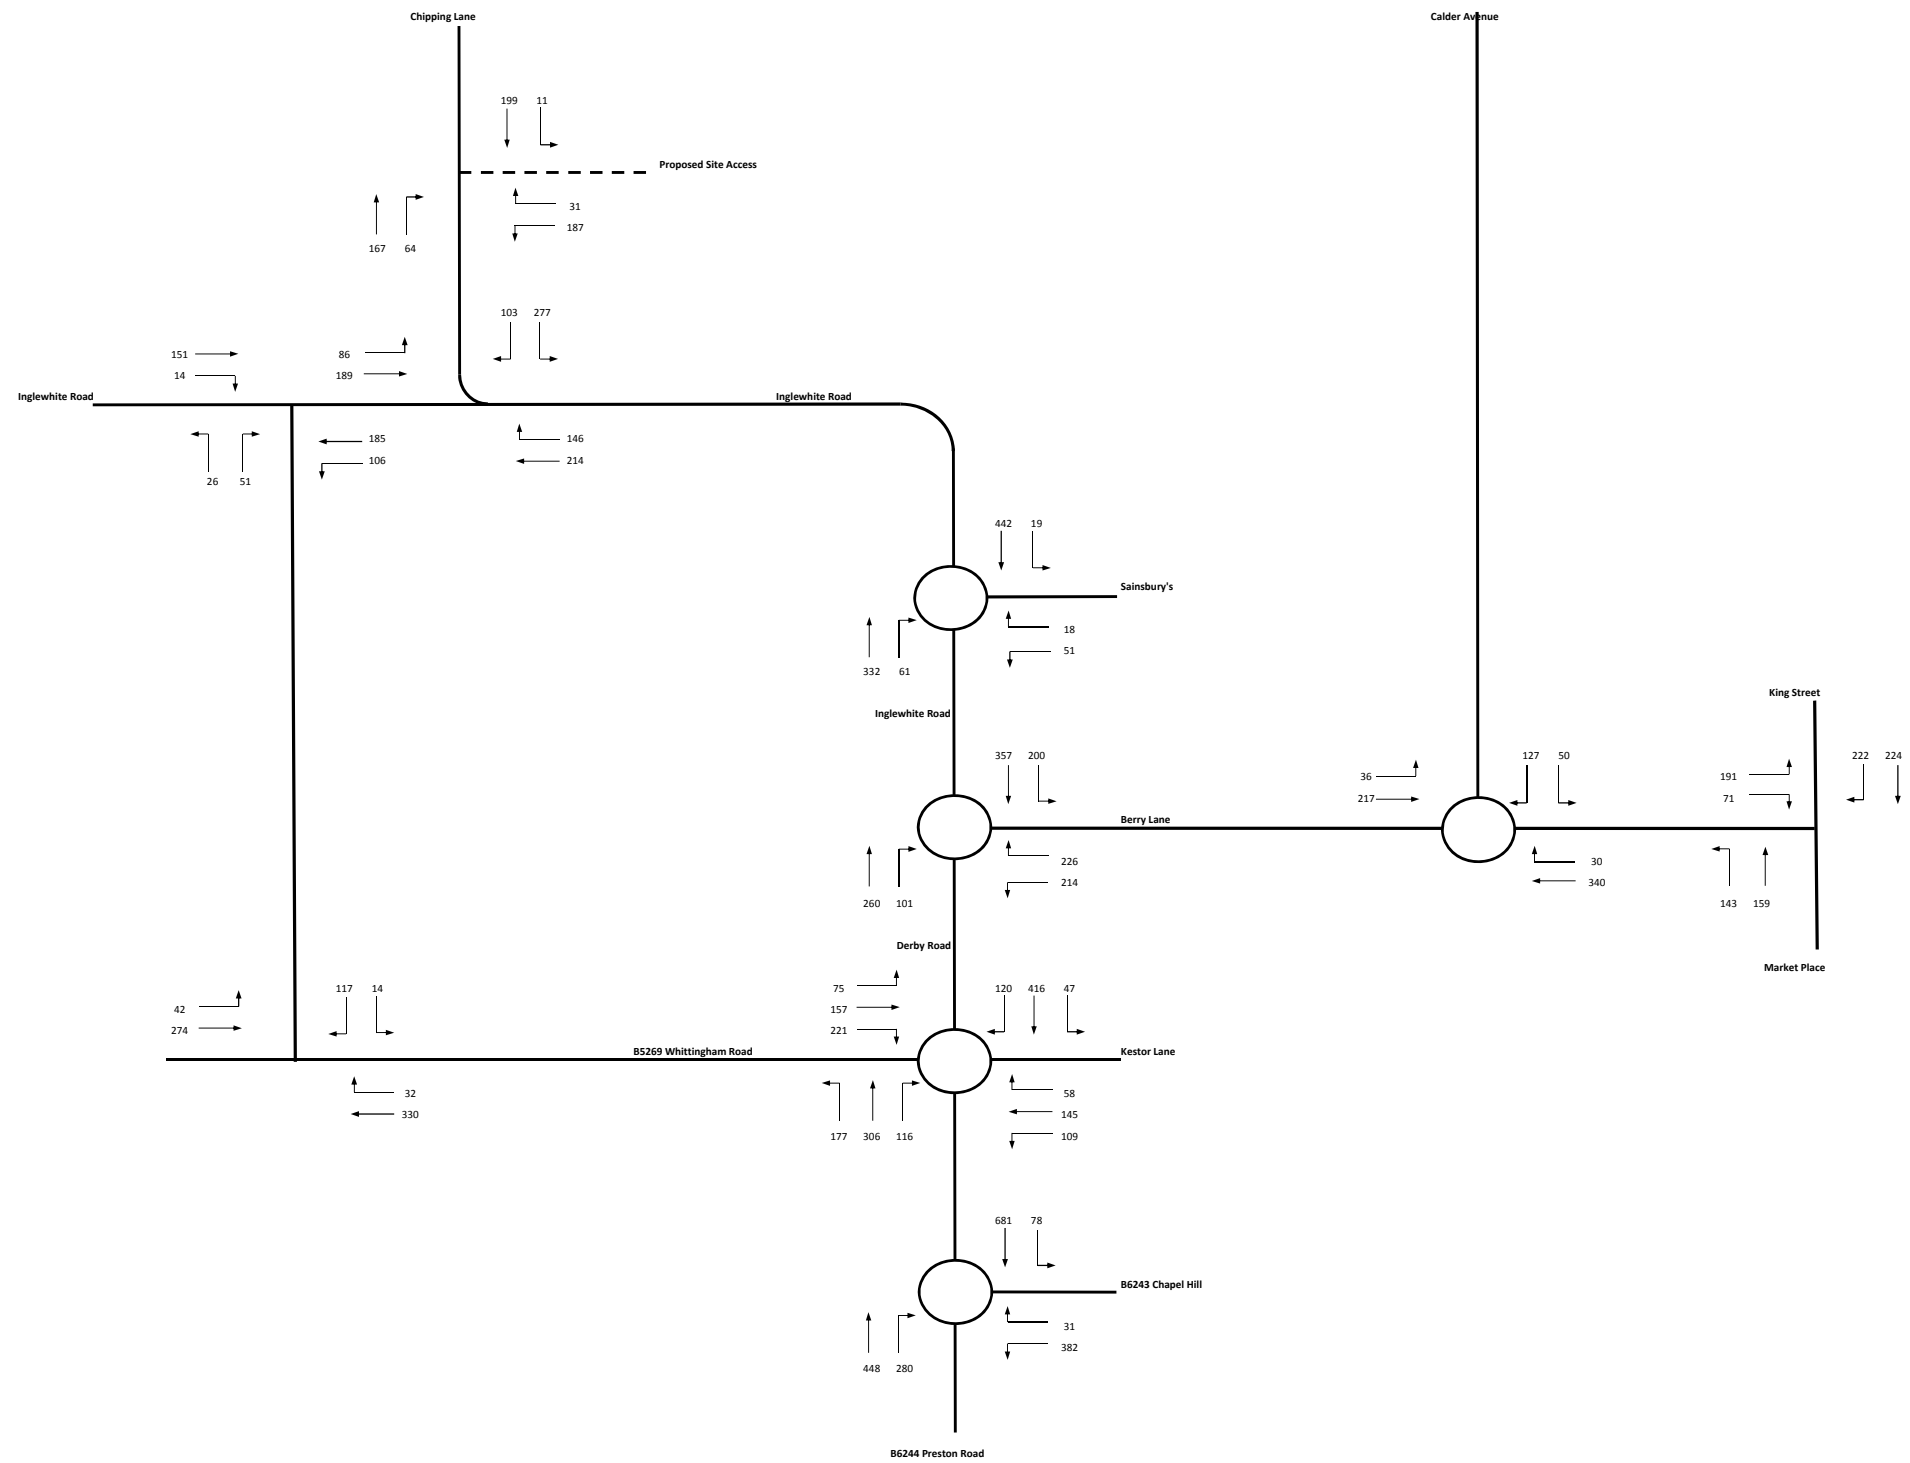 Chipping Lane
Calder Avenue
199 11
Proposed Site Access
31
187
167 64
103 277
151
14
86
189
Inglewhite Road
Inglewhite Road
185
106
146
214
26 51
442 19
Sainsbury's
18
51
332 61
King Street
Inglewhite Road
357 200
36
217
127 50
191
71
222 224
Berry Lane
226
214
30
340
260 101
143 159
Derby Road
Market Place
42
274
117 14
75
157
221
120 416 47
B5269 Whittingham Road
Kestor Lane
32
330
58
145
109
177 306 116
681 78
B6243 Chapel Hill
31
382
448 280
B6244 Preston Road